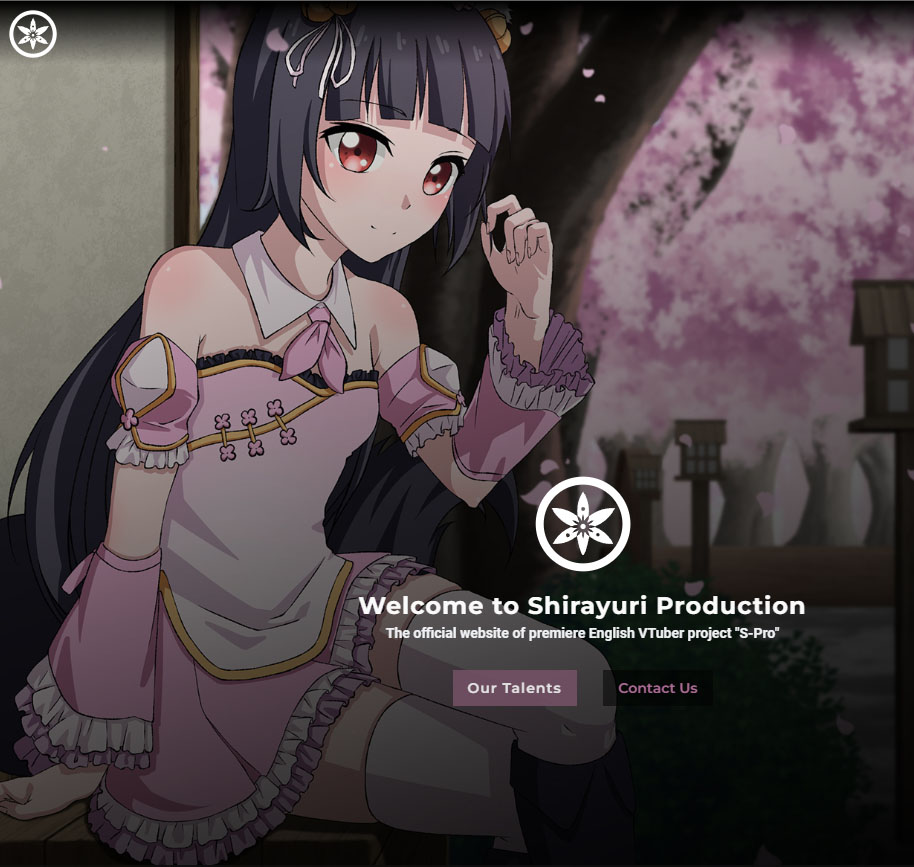 Welcome to Shirayuri Production
The official website of premiere English VTuber project "S-Pro"
Our Talents
Contact Us